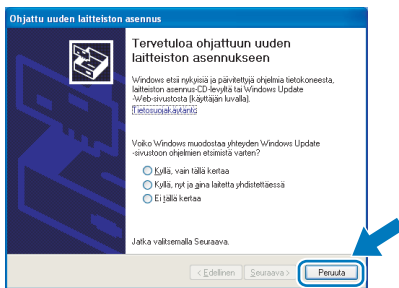 Ohjattu uuden laitteiston asennus
Tervetuloa ohjattuun uuden
laitteiston asennukseen
Windows etsii nykyisiä ja päivitettyjä ohjelmia tietokoneesta,
laitteiston asennus-CD-levyltä tai Windows Update
-Web-sivustosta (käyttäjän luvalla).
Tietosuojakäytäntö
Voiko Windows muodostaa yhteyden Windows Update
-sivustoon ohjelmien etsimistä varten?
Kyllä, vain tällä kertaa
Kyllä, nyt ja aina laitetta yhdistettäessä
Ei tällä kertaa
Jatka valitsemalla Seuraava.
< Edellinen
Seuraava >
Peruuta